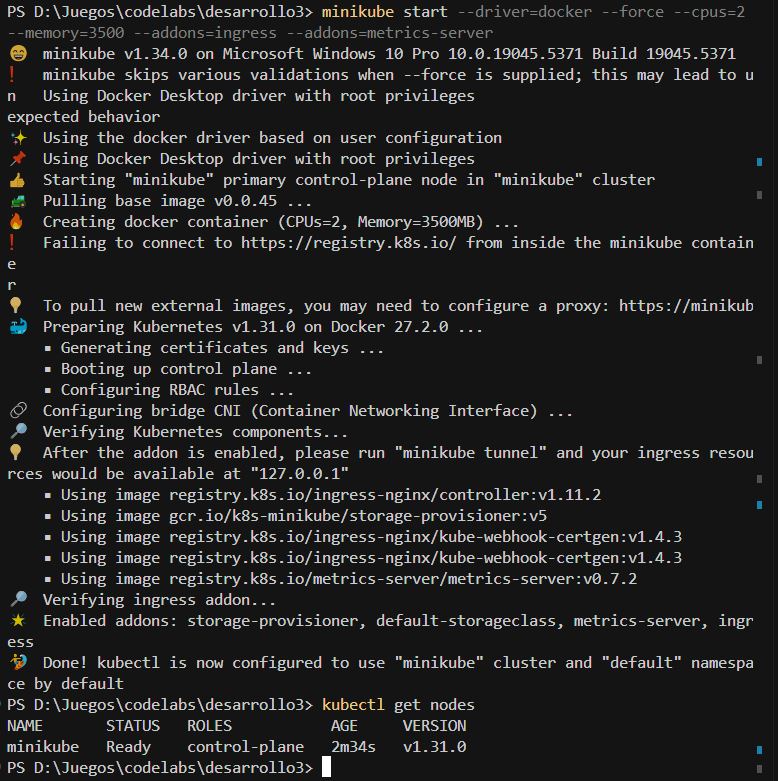 PS D:\Juegos\codelabs\desarrollo3> minikube start --driver=docker --force --cpus=2
--memory=3500 --addons=ingress --addons=metrics-server
😄  minikube v1.34.0 on Microsoft Windows 10 Pro 10.0.19045.5371 Build 19045.5371
❗  minikube skips various validations when --force is supplied; this may lead to u
n   Using Docker Desktop driver with root privileges
expected behavior
✨  Using the docker driver based on user configuration
📌  Using Docker Desktop driver with root privileges
👍  Starting "minikube" primary control-plane node in "minikube" cluster
🚜  Pulling base image v0.0.45 ...
🔥  Creating docker container (CPUs=2, Memory=3500MB) ...
❗  Failing to connect to https://registry.k8s.io/ from inside the minikube contain
e
r
💡  To pull new external images, you may need to configure a proxy: https://minikub
🐳  Preparing Kubernetes v1.31.0 on Docker 27.2.0 ...
▪ Generating certificates and keys ...
▪ Booting up control plane ...
▪ Configuring RBAC rules ...
🔗  Configuring bridge CNI (Container Networking Interface) ...
🔎  Verifying Kubernetes components...
💡  After the addon is enabled, please run "minikube tunnel" and your ingress resou
rces would be available at "127.0.0.1"
▪ Using image registry.k8s.io/ingress-nginx/controller:v1.11.2
▪ Using image gcr.io/k8s-minikube/storage-provisioner:v5
▪ Using image registry.k8s.io/ingress-nginx/kube-webhook-certgen:v1.4.3
▪ Using image registry.k8s.io/ingress-nginx/kube-webhook-certgen:v1.4.3
▪ Using image registry.k8s.io/metrics-server/metrics-server:v0.7.2
🔎  Verifying ingress addon...
🌟  Enabled addons: storage-provisioner, default-storageclass, metrics-server, ingr
ess
🏄  Done! kubectl is now configured to use "minikube" cluster and "default" namespa
ce by default
PS D:\Juegos\codelabs\desarrollo3> kubectl get nodes
NAME       STATUS   ROLES           AGE     VERSION
minikube   Ready    control-plane   2m34s   v1.31.0
PS D:\Juegos\codelabs\desarrollo3>